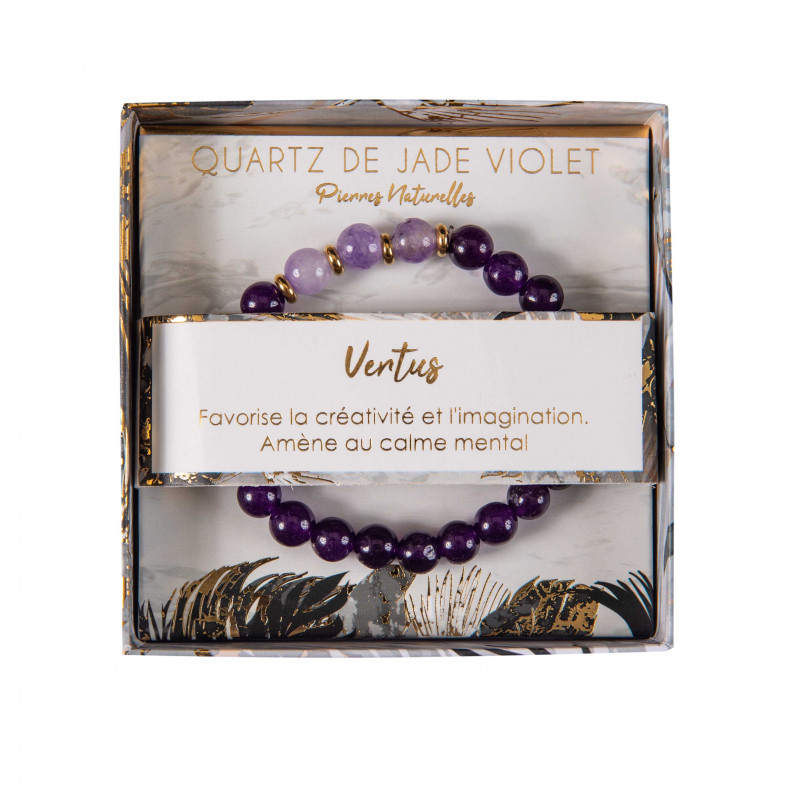 QUARTZ DE JADE VIOLET
Pierres Naturelles
Vertus
Favorise la créativité et l'imagination.
Amène au calme mental